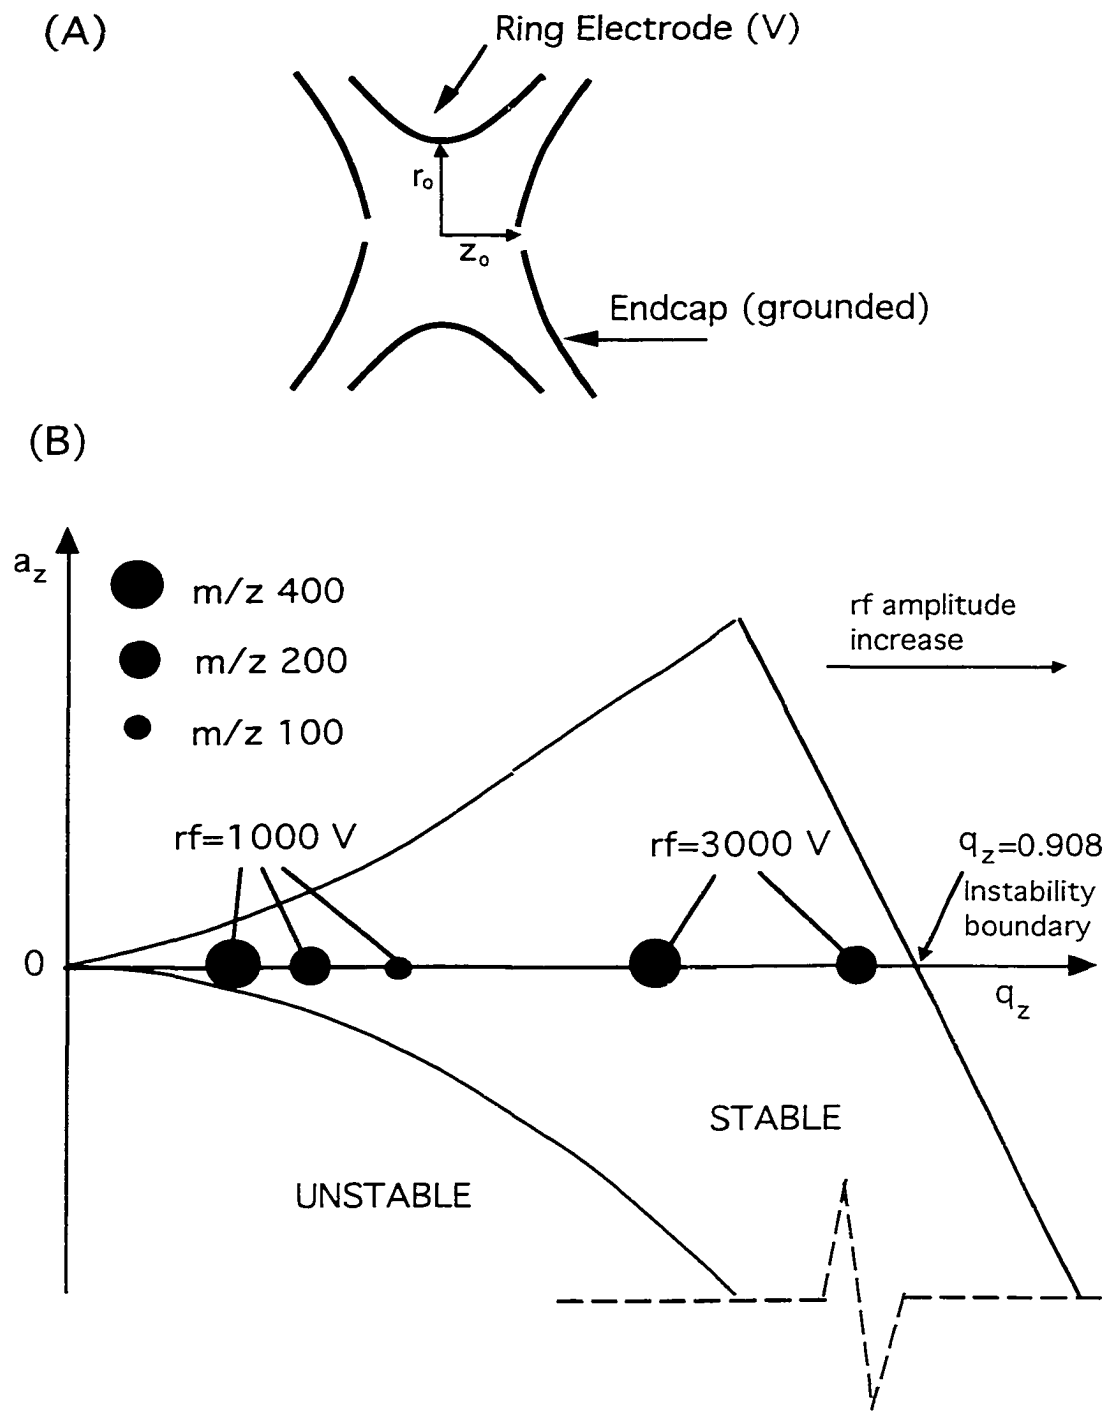 (A)
Ring Electrode (V)
r₀
z₀
Endcap (grounded)
(B)
a_z
m/z 400
m/z 200
m/z 100
rf amplitude
increase
rf=1000 V
rf=3000 V
q_z=0.908
Instability
boundary
0
q_z
STABLE
UNSTABLE